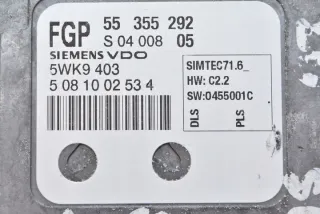 FGP 55 355 292
S 04 008 05
SIEMENS VDO
5WK9 403
5 08 10 02 53 4
SIMTEC71.6_
HW: C2.2
SW:0455001C
DLS PLS